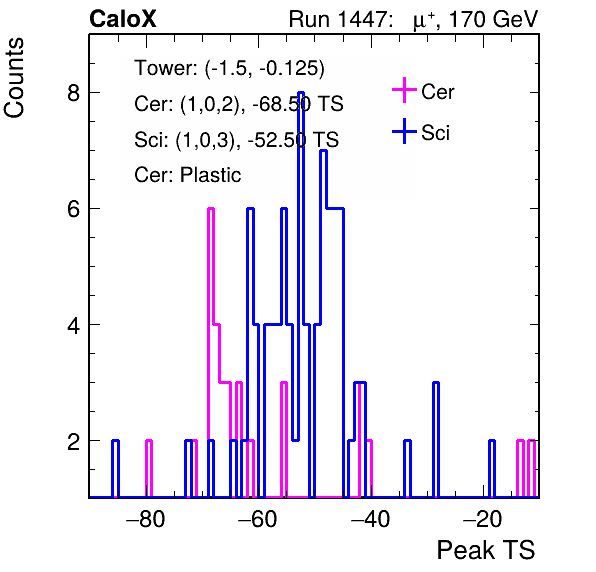 CaloX Run 1447: μ⁺, 170 GeV
Counts
Tower: (-1.5, -0.125)
Cer: (1,0,2), -68.50 TS
Sci: (1,0,3), -52.50 TS
Cer: Plastic
Cer
Sci
8
6
4
2
−80 −60 −40 −20
Peak TS